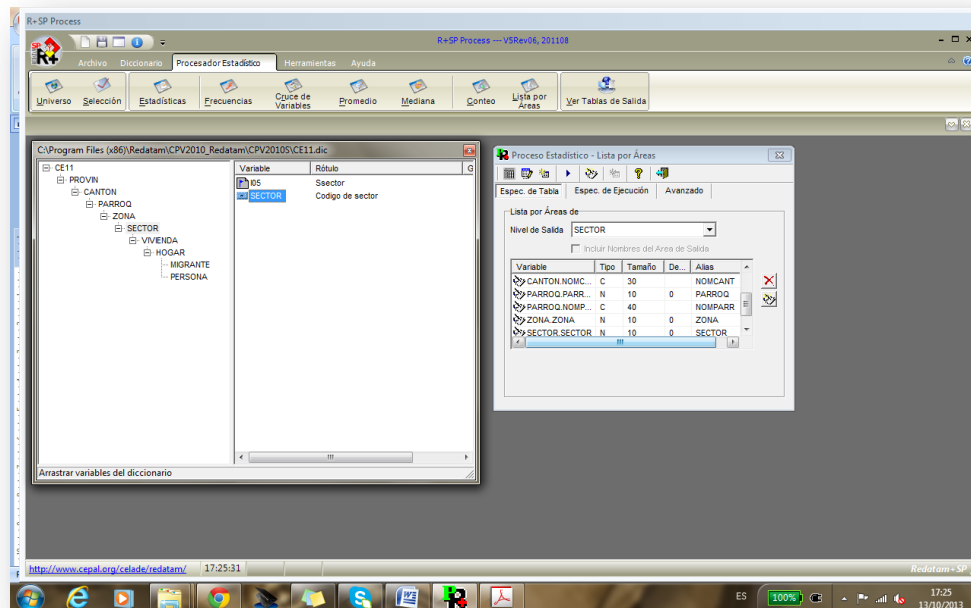 R+SP Process
R+SP Process --- V5Rev06, 201108
Archivo Diccionario Procesador Estadístico Herramientas Ayuda
Universo Selección Estadísticas Frecuencias Cruce de Variables Promedio Mediana Conteo Lista por Áreas Ver Tablas de Salida
C:\Program Files (x86)\Redatam\CPV2010_Redatam\CPV2010S\CE11.dic
CE11
PROVIN
CANTON
PARROQ
ZONA
SECTOR
VIVIENDA
HOGAR
MIGRANTE
PERSONA
Variable Rótulo G
I05 Ssector
SECTOR Codigo de sector
Arrastrar variables del diccionario
Proceso Estadístico - Lista por Áreas
Espec. de Tabla Espec. de Ejecución Avanzado
Lista por Áreas de
Nivel de Salida SECTOR
Incluir Nombres del Area de Salida
Variable Tipo Tamaño De... Alias
CANTON.NOMC... C 30 NOMCANT
PARROQ.PARR... N 10 0 PARROQ
PARROQ.NOMP... C 40 NOMPARR
ZONA.ZONA N 10 0 ZONA
SECTOR.SECTOR N 10 0 SECTOR
http://www.cepal.org/celade/redatam/ 17:25:31 Redatam+SP
ES 100% 17:25
13/10/2013